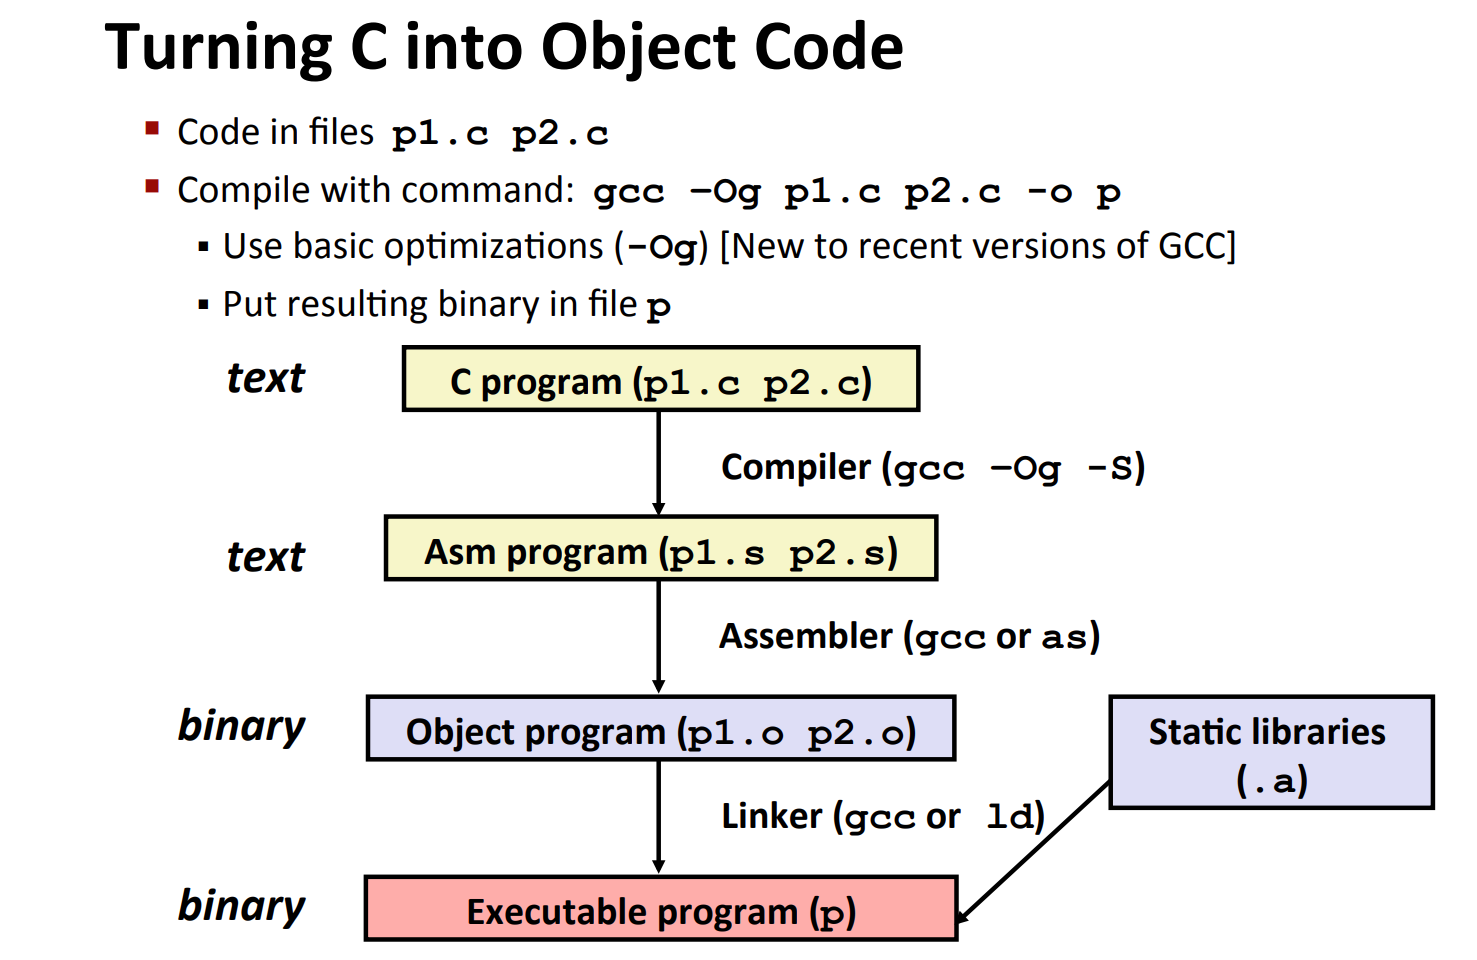 Turning C into Object Code
▪ Code in files p1.c p2.c
▪ Compile with command: gcc –Og p1.c p2.c -o p
▪ Use basic optimizations (-Og) [New to recent versions of GCC]
▪ Put resulting binary in file p
text
C program (p1.c p2.c)
Compiler (gcc –Og -S)
text
Asm program (p1.s p2.s)
Assembler (gcc or as)
binary
Object program (p1.o p2.o)
Static libraries
(.a)
Linker (gcc or ld)
binary
Executable program (p)